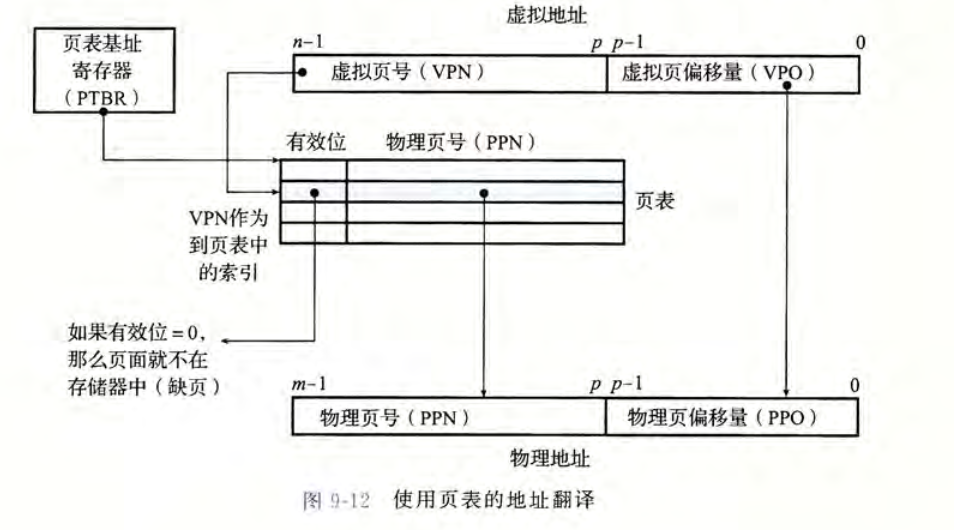 虚拟地址
页表基址
寄存器
（PTBR）
n-1
p p-1
0
虚拟页号（VPN）
虚拟页偏移量（VPO）
有效位
物理页号（PPN）
页表
VPN作为
到页表中
的索引
如果有效位=0，
那么页面就不在
存储器中（缺页）
m-1
p p-1
0
物理页号（PPN）
物理页偏移量（PPO）
物理地址
图 9-12 使用页表的地址翻译